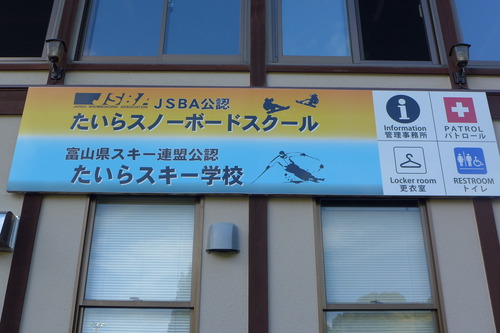 JSBA JSBA公認
たいらスノーボードスクール
富山県スキー連盟公認
たいらスキー学校
Information
管理事務所
PATROL
パトロール
Locker room
更衣室
RESTROOM
トイレ